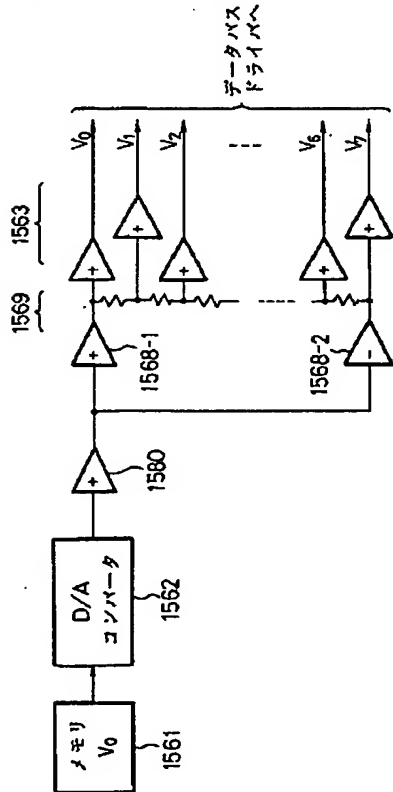 メモリ
V0
1561
D/A
コンバータ
1562
+
1580
+
1568-1
-
1568-2
1569
1563
+
+
+
+
+
V0
V1
V2
V6
V7
データバス
ドライバへ